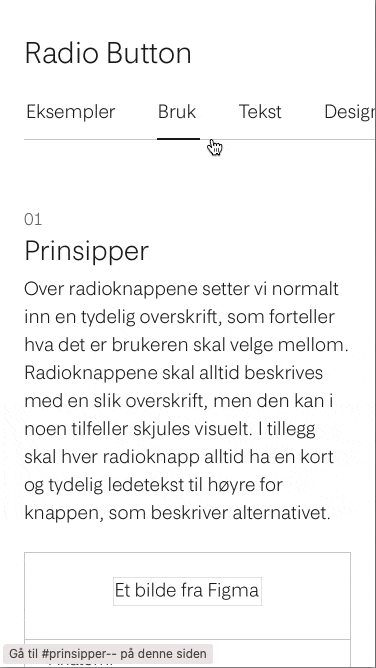 Radio Button
Eksempler Bruk Tekst Design
01
Prinsipper
Over radioknappene setter vi normalt
inn en tydelig overskrift, som forteller
hva det er brukeren skal velge mellom.
Radioknappene skal alltid beskrives
med en slik overskrift, men den kan i
noen tilfeller skjules visuelt. I tillegg
skal hver radioknapp alltid ha en kort
og tydelig ledetekst til høyre for
knappen, som beskriver alternativet.
Et bilde fra Figma
Gå til #prinsipper-- på denne siden